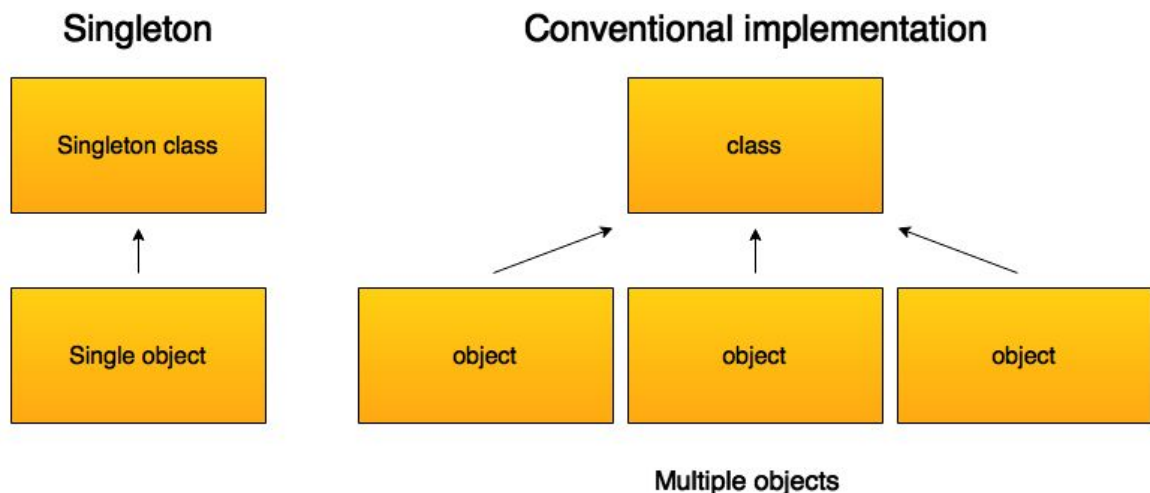 Singleton
Conventional implementation
Singleton class
class
Single object
object
object
object
Multiple objects